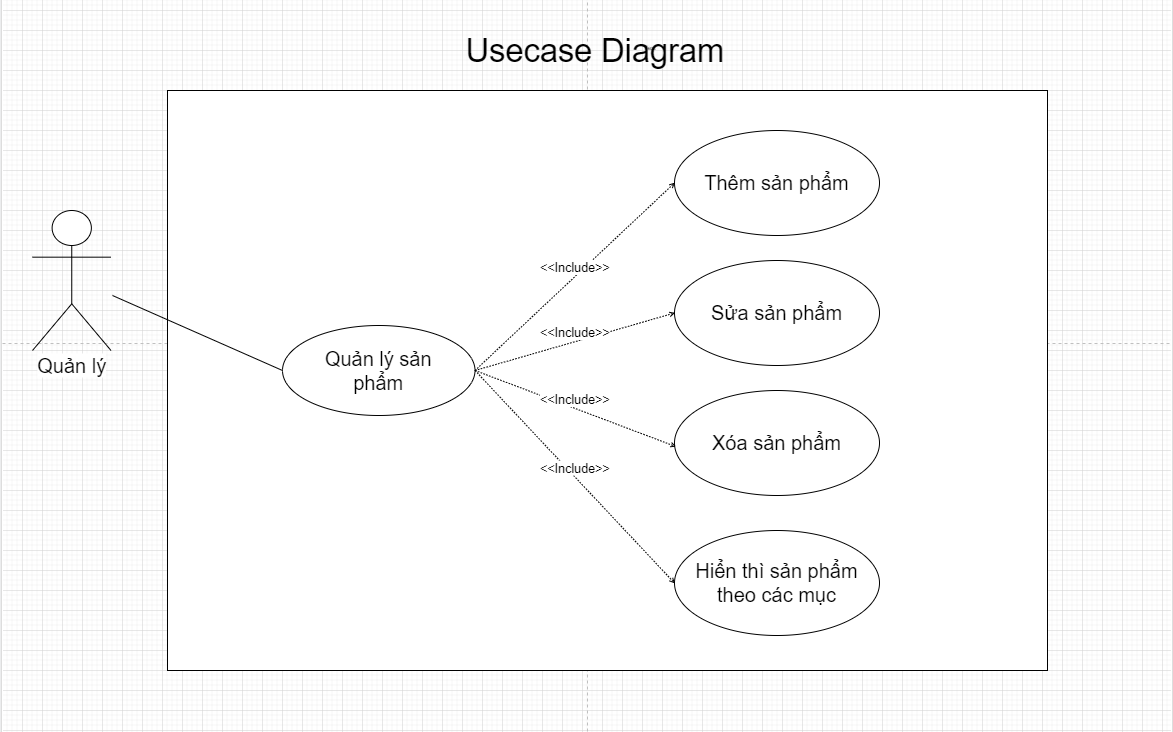 Usecase Diagram
Thêm sản phẩm
<<Include>>
Sửa sản phẩm
<<Include>>
Quản lý
Quản lý sản
phẩm
<<Include>>
Xóa sản phẩm
<<Include>>
Hiển thì sản phẩm
theo các mục